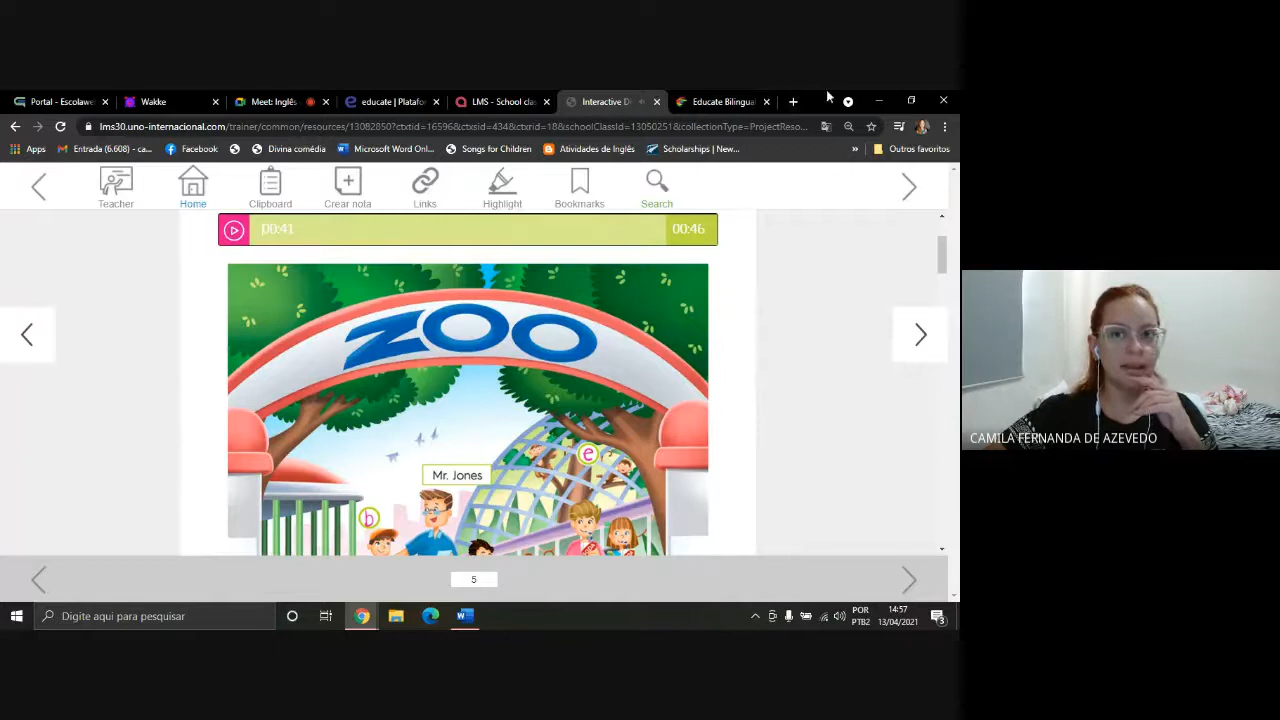 Portal - Escolawe
Wakke
Meet: Inglês
educate | Platafo
LMS - School cla
Interactive Di
Educate Bilingual
lms30.uno-internacional.com/trainer/common/resources/13082850?ctxtid=16596&ctxsid=434&ctxrid=18&schoolClassId=13050251&collectionType=ProjectReso...
Apps
Entrada (6.608) - ca...
Facebook
Divina comédia
Microsoft Word Onl...
Songs for Children
Atividades de Inglês
Scholarships | New...
»
Outros favoritos
Teacher
Home
Clipboard
Crear nota
Links
Highlight
Bookmarks
Search
00:41
00:46
ZOO
e
Mr. Jones
b
CAMILA FERNANDA DE AZEVEDO
5
Digite aqui para pesquisar
POR
PTB2
14:57
13/04/2021
3